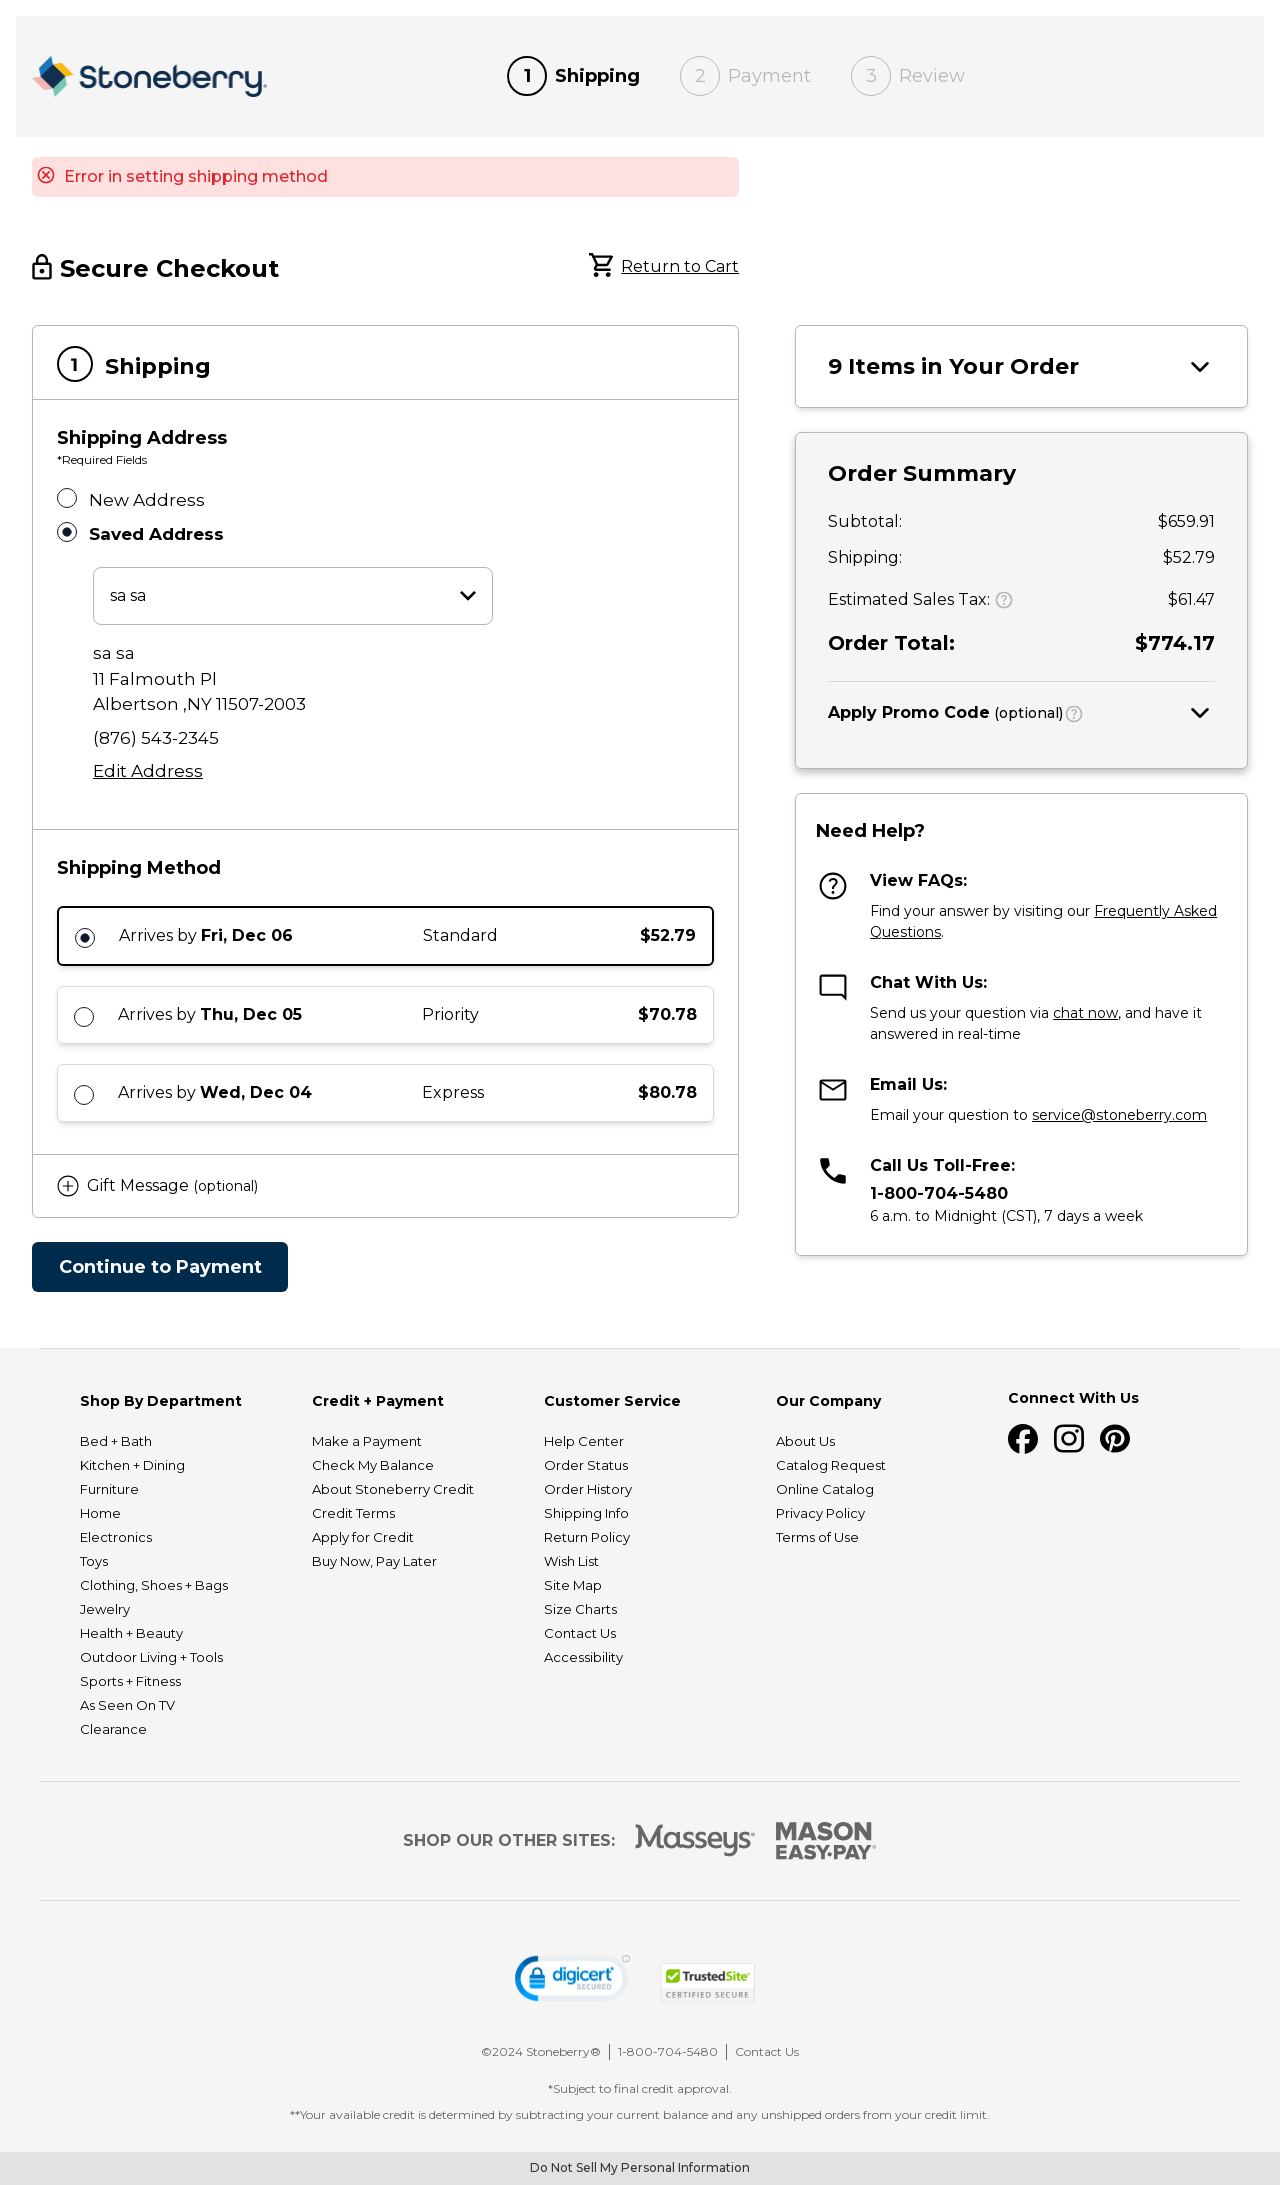 Stoneberry
1 Shipping 2 Payment 3 Review
Error in setting shipping method
Secure Checkout
Return to Cart
1 Shipping
Shipping Address
*Required Fields
New Address
Saved Address
sa sa
sa sa
11 Falmouth Pl
Albertson ,NY 11507-2003
(876) 543-2345
Edit Address
Shipping Method
Arrives by Fri, Dec 06 Standard $52.79
Arrives by Thu, Dec 05 Priority $70.78
Arrives by Wed, Dec 04 Express $80.78
Gift Message (optional)
Continue to Payment
9 Items in Your Order
Order Summary
Subtotal: $659.91
Shipping: $52.79
Estimated Sales Tax: ? $61.47
Order Total: $774.17
Apply Promo Code (optional) ?
Need Help?
View FAQs:
Find your answer by visiting our Frequently Asked
Questions.
Chat With Us:
Send us your question via chat now, and have it
answered in real-time
Email Us:
Email your question to service@stoneberry.com
Call Us Toll-Free:
1-800-704-5480
6 a.m. to Midnight (CST), 7 days a week
Shop By Department
Bed + Bath
Kitchen + Dining
Furniture
Home
Electronics
Toys
Clothing, Shoes + Bags
Jewelry
Health + Beauty
Outdoor Living + Tools
Sports + Fitness
As Seen On TV
Clearance
Credit + Payment
Make a Payment
Check My Balance
About Stoneberry Credit
Credit Terms
Apply for Credit
Buy Now, Pay Later
Customer Service
Help Center
Order Status
Order History
Shipping Info
Return Policy
Wish List
Site Map
Size Charts
Contact Us
Accessibility
Our Company
About Us
Catalog Request
Online Catalog
Privacy Policy
Terms of Use
Connect With Us
SHOP OUR OTHER SITES: Masseys® MASON
EASY•PAY®
digicert
SECURED
TrustedSite
CERTIFIED SECURE
©2024 Stoneberry® | 1-800-704-5480 | Contact Us
*Subject to final credit approval.
**Your available credit is determined by subtracting your current balance and any unshipped orders from your credit limit.
Do Not Sell My Personal Information